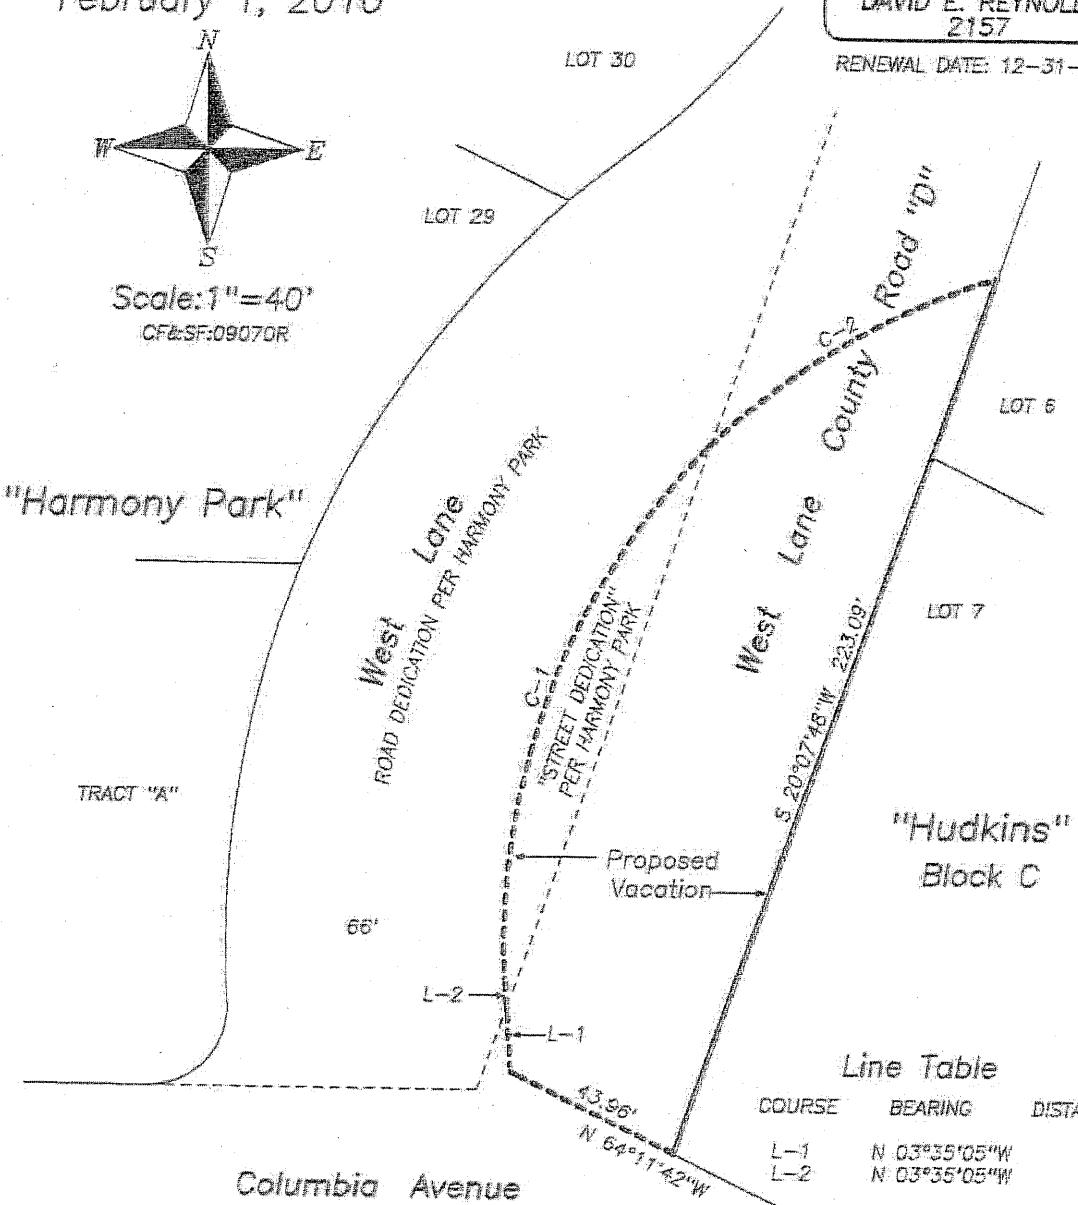 February 1, 2010
DAVID E. REYNOL
2157
RENEWAL DATE: 12-31-
N
W
E
S
Scale:1"=40'
CF&SF:09070R
LOT 30
LOT 29
Road "D"
C-2
County
LOT 6
"Harmony Park"
West Lane
ROAD DEDICATION PER HARMONY PARK
West Lane
LOT 7
C-1
"STREET DEDICATION"
PER HARMONY PARK
S 20°07'48"W 223.09'
TRACT "A"
"Hudkins"
Block C
Proposed
Vacation
66'
L-2
L-1
43.96'
N 64°11'42"W
Line Table
COURSE BEARING DISTA
L-1 N 03°35'05"W
L-2 N 03°35'05"W
Columbia Avenue